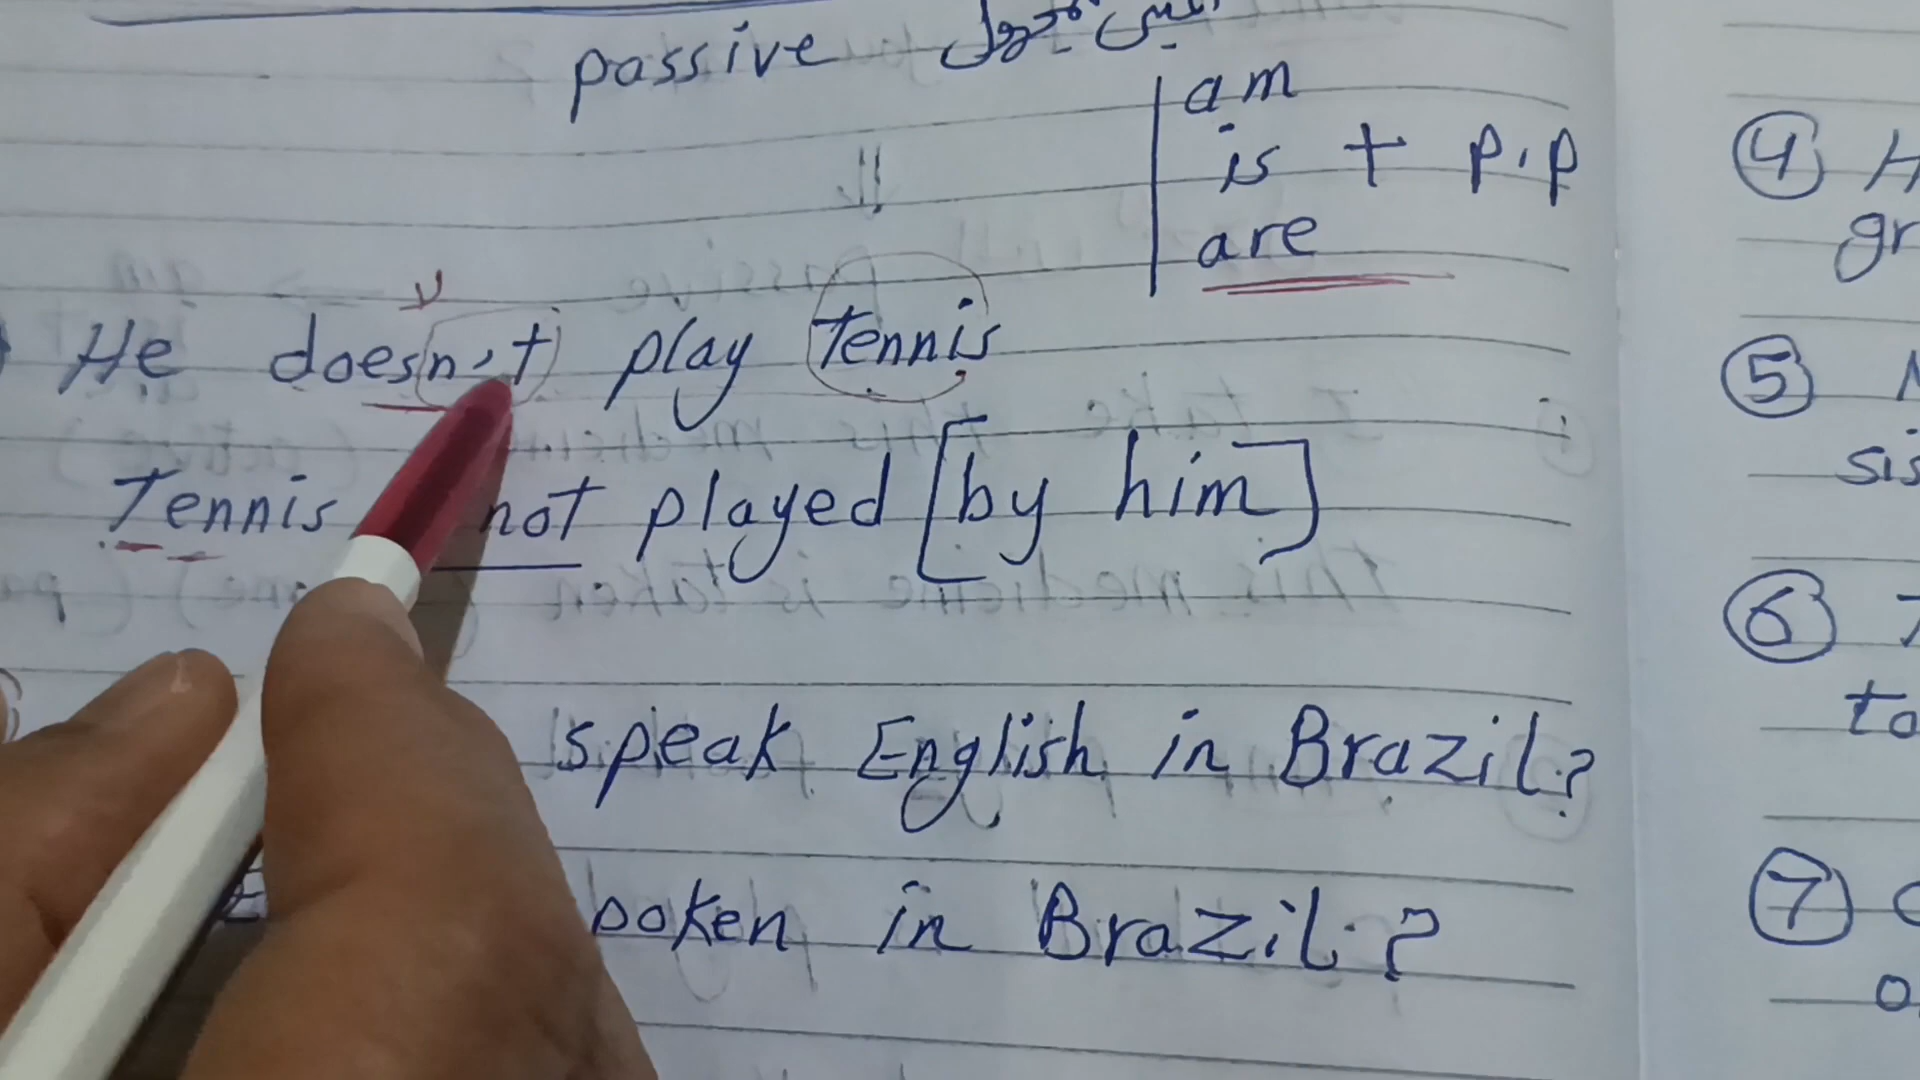 passive
am
is + p.p
are
He doesn't play Tennis
Tennis not played [by him]
speak English in Brazil?
poken in Brazil?
4 H
gr
5
sis
6
to
7